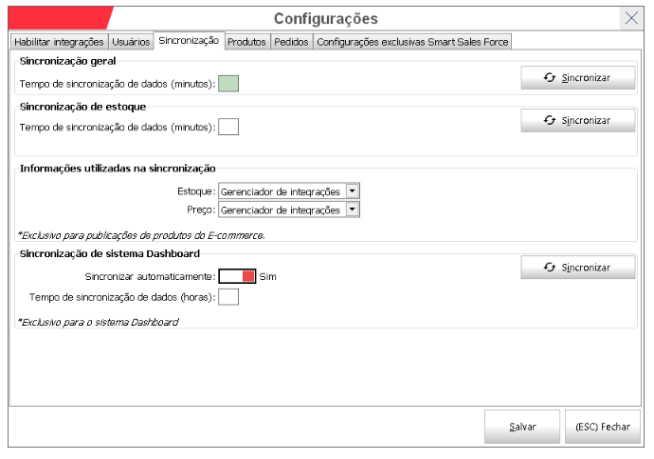 Configurações
Habilitar integrações Usuários Sincronização Produtos Pedidos Configurações exclusivas Smart Sales Force
Sincronização geral
Tempo de sincronização de dados (minutos):
Sincronizar
Sincronização de estoque
Tempo de sincronização de dados (minutos):
Sincronizar
Informações utilizadas na sincronização
Estoque: Gerenciador de integrações
Preço: Gerenciador de integrações
*Exclusivo para publicações de produtos do E-commerce.
Sincronização de sistema Dashboard
Sincronizar automaticamente: Sim
Sincronizar
Tempo de sincronização de dados (horas):
*Exclusivo para o sistema Dashboard
Salvar (ESC) Fechar